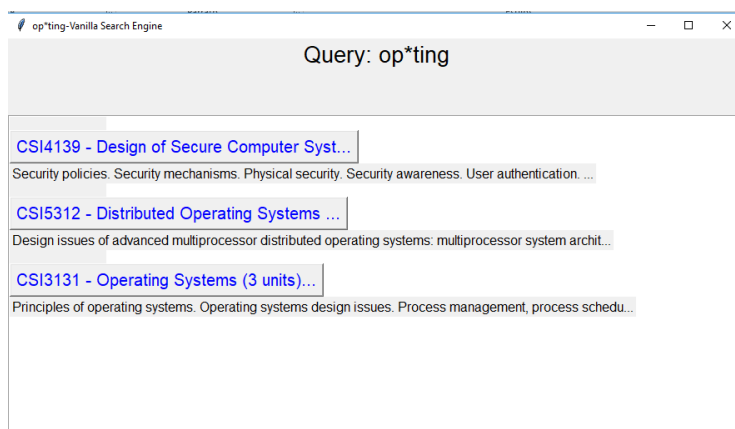 op*ting-Vanilla Search Engine
Query: op*ting
CSI4139 - Design of Secure Computer Syst...
Security policies. Security mechanisms. Physical security. Security awareness. User authentication. ...
CSI5312 - Distributed Operating Systems ...
Design issues of advanced multiprocessor distributed operating systems: multiprocessor system archit...
CSI3131 - Operating Systems (3 units)...
Principles of operating systems. Operating systems design issues. Process management, process schedu...